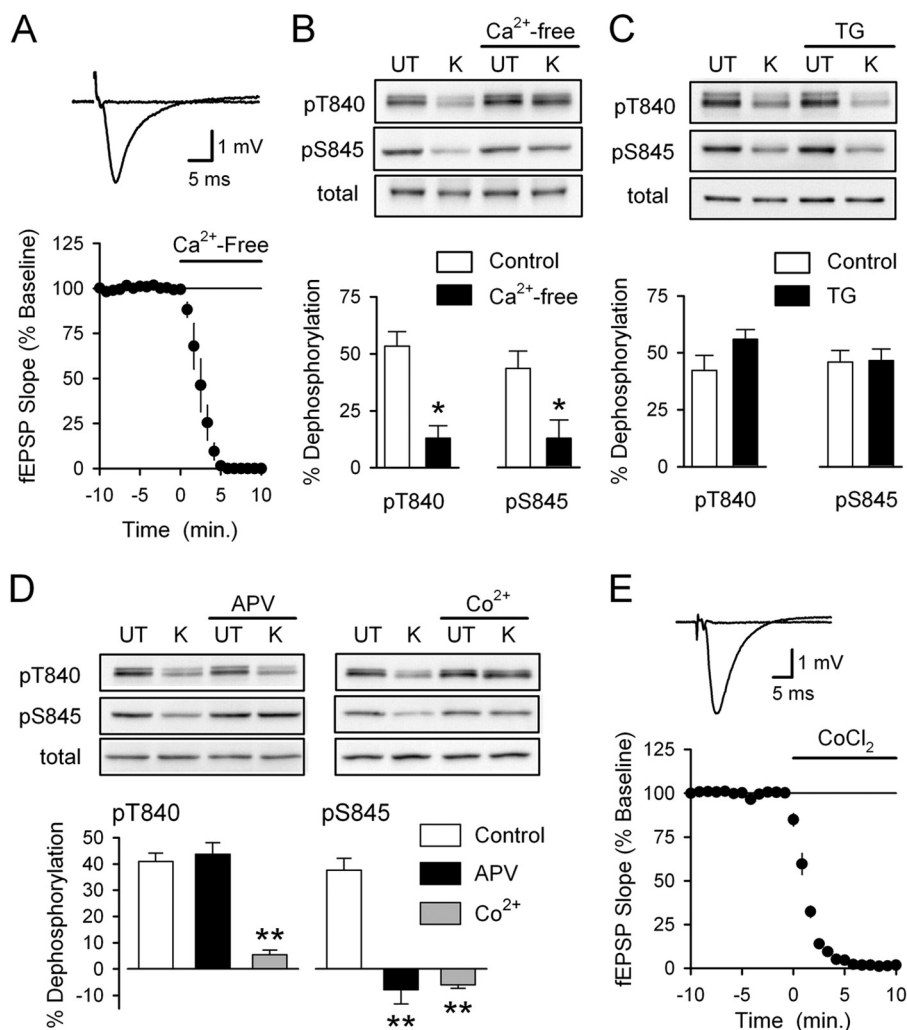 A
1 mV
5 ms
Ca²⁺-Free
fEPSP Slope (% Baseline)
125
100
75
50
25
0
-10 -5 0 5 10
Time (min.)
B
Ca²⁺-free
UT K UT K
pT840
pS845
total
Control
Ca²⁺-free
% Dephosphorylation
75
50
25
0
* *
pT840 pS845
C
TG
UT K UT K
pT840
pS845
total
Control
TG
% Dephosphorylation
75
50
25
0
pT840 pS845
D
APV Co²⁺
UT K UT K UT K UT K
pT840
pS845
total
pT840 pS845
Control
APV
Co²⁺
% Dephosphorylation
50
40
30
20
10
0
-10
** ** **
E
1 mV
5 ms
CoCl₂
fEPSP Slope (% Baseline)
125
100
75
50
25
0
-10 -5 0 5 10
Time (min.)